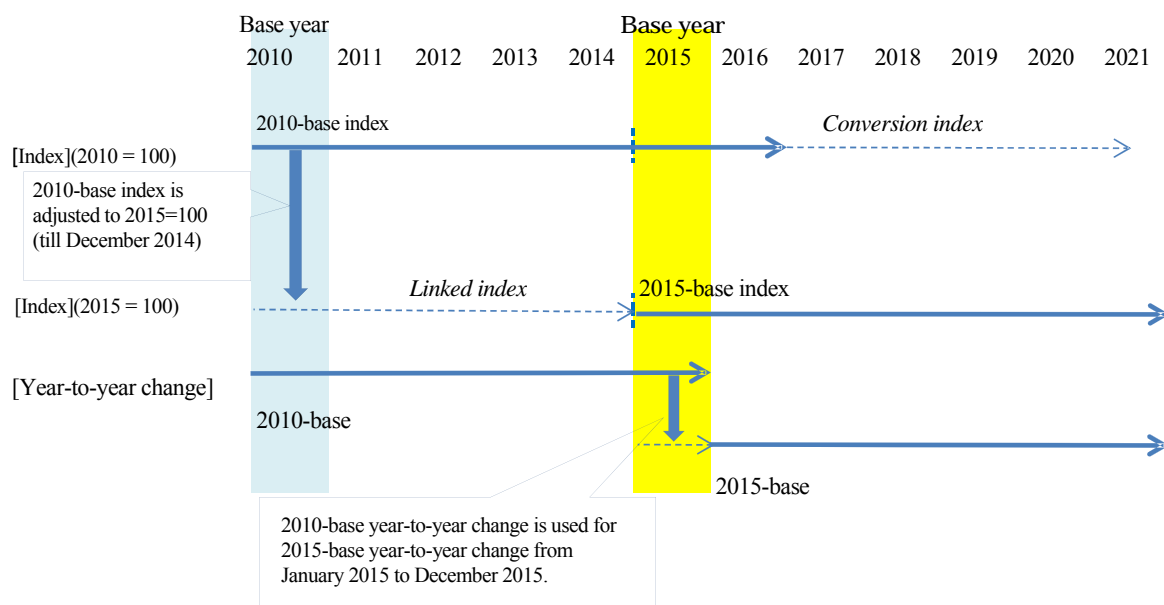 Base year Base year
2010 2011 2012 2013 2014 2015 2016 2017 2018 2019 2020 2021
2010-base index Conversion index
[Index](2010 = 100)
2010-base index is
adjusted to 2015=100
(till December 2014)
Linked index 2015-base index
[Index](2015 = 100)
[Year-to-year change]
2010-base
2015-base
2010-base year-to-year change is used for
2015-base year-to-year change from
January 2015 to December 2015.